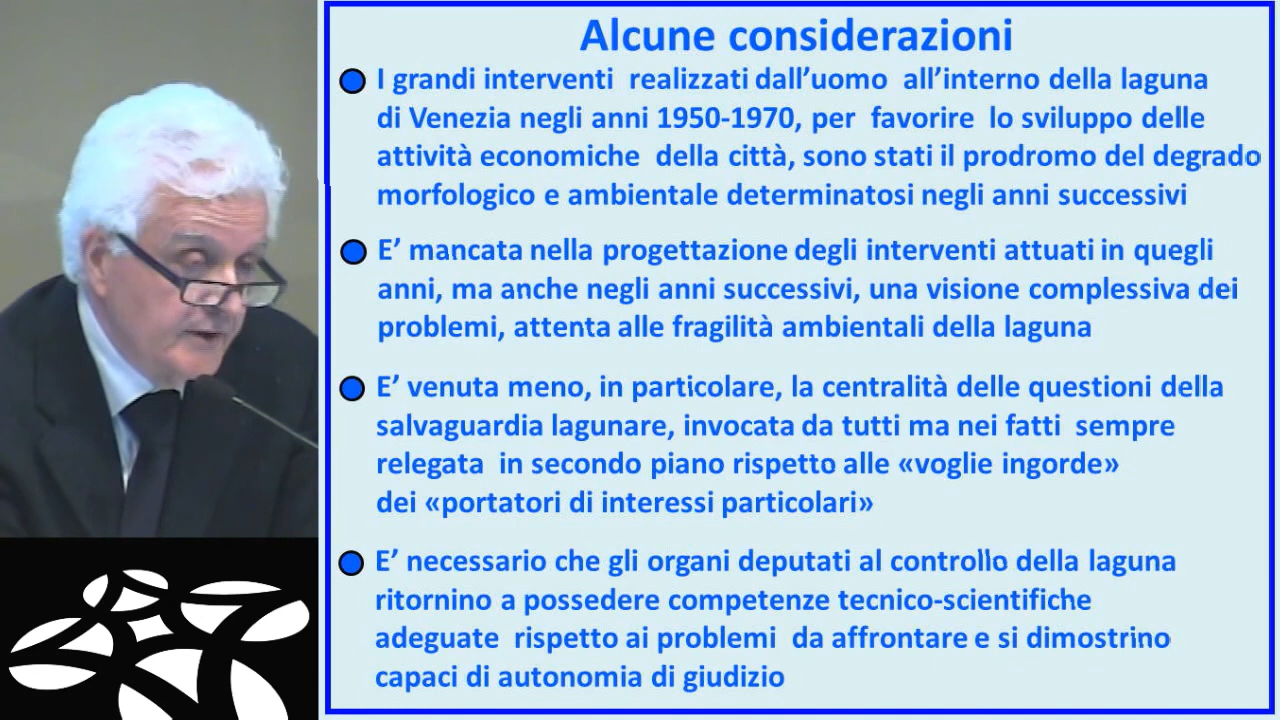 Alcune considerazioni
I grandi interventi realizzati dall'uomo all'interno della laguna
di Venezia negli anni 1950-1970, per favorire lo sviluppo delle
attività economiche della città, sono stati il prodromo del degrado
morfologico e ambientale determinatosi negli anni successivi
E' mancata nella progettazione degli interventi attuati in quegli
anni, ma anche negli anni successivi, una visione complessiva dei
problemi, attenta alle fragilità ambientali della laguna
E' venuta meno, in particolare, la centralità delle questioni della
salvaguardia lagunare, invocata da tutti ma nei fatti sempre
relegata in secondo piano rispetto alle «voglie ingorde»
dei «portatori di interessi particolari»
E' necessario che gli organi deputati al controllo della laguna
ritornino a possedere competenze tecnico-scientifiche
adeguate rispetto ai problemi da affrontare e si dimostrino
capaci di autonomia di giudizio